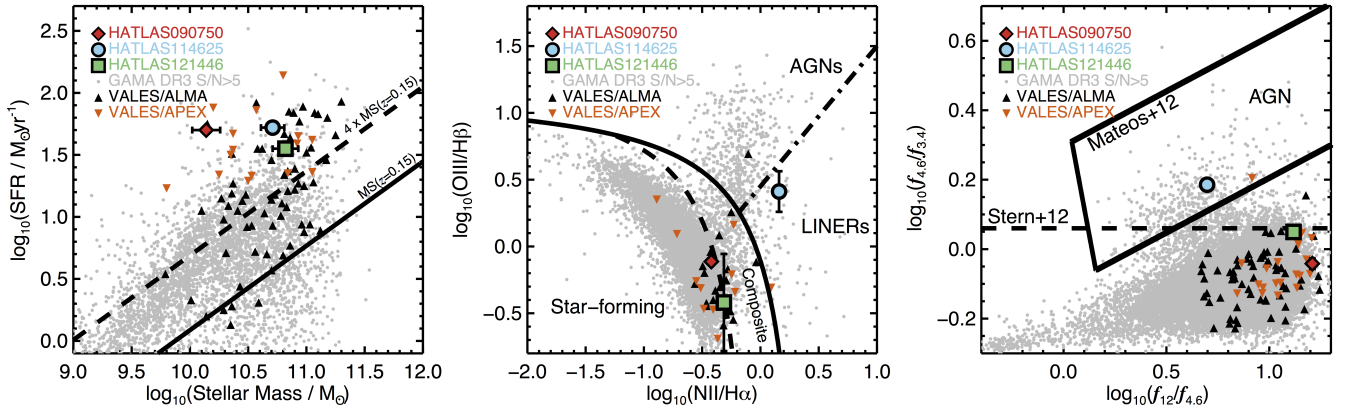 2.5
2.0
1.5
1.0
0.5
0.0
9.0 9.5 10.0 10.5 11.0 11.5 12.0
log10(SFR / M⊙yr-1)
log10(Stellar Mass / M⊙)
HATLAS090750
HATLAS114625
HATLAS121446
GAMA DR3 S/N>5
VALES/ALMA
VALES/APEX
4 x MS(z=0.15)
MS(z=0.15)
1.5
1.0
0.5
0.0
−0.5
−2.0 −1.5 −1.0 −0.5 0.0 0.5 1.0
log10(OIII/Hβ)
log10(NII/Hα)
HATLAS090750
HATLAS114625
HATLAS121446
GAMA DR3 S/N>5
VALES/ALMA
VALES/APEX
AGNs
LINERs
Star−forming
Composite
0.6
0.4
0.2
0.0
−0.2
0.0 0.5 1.0
log10(f4.6/f3.4)
log10(f12/f4.6)
HATLAS090750
HATLAS114625
HATLAS121446
GAMA DR3 S/N>5
VALES/ALMA
VALES/APEX
Mateos+12
AGN
Stern+12